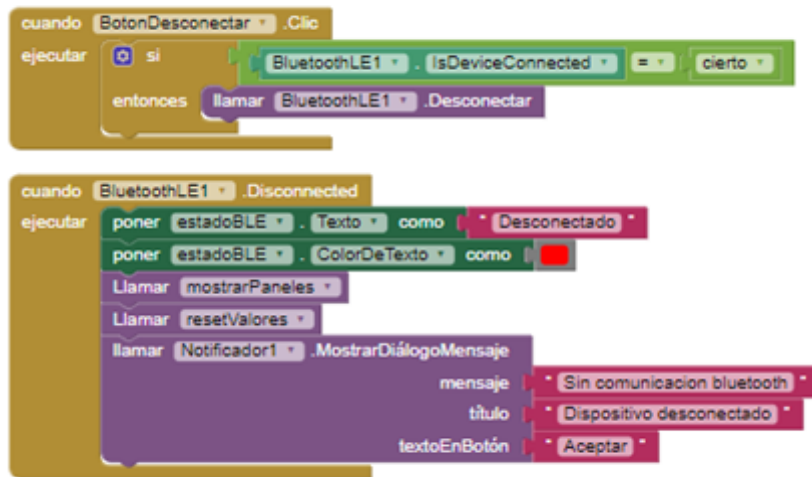 cuando BotonDesconectar .Clic
ejecutar si BluetoothLE1 . IsDeviceConnected = cierto
entonces llamar BluetoothLE1 .Desconectar
cuando BluetoothLE1 .Disconnected
ejecutar poner estadoBLE . Texto como " Desconectado "
poner estadoBLE . ColorDeTexto como
Llamar mostrarPaneles
Llamar resetValores
llamar Notificador1 .MostrarDiálogoMensaje
mensaje " Sin comunicacion bluetooth "
título " Dispositivo desconectado "
textoEnBotón " Aceptar "